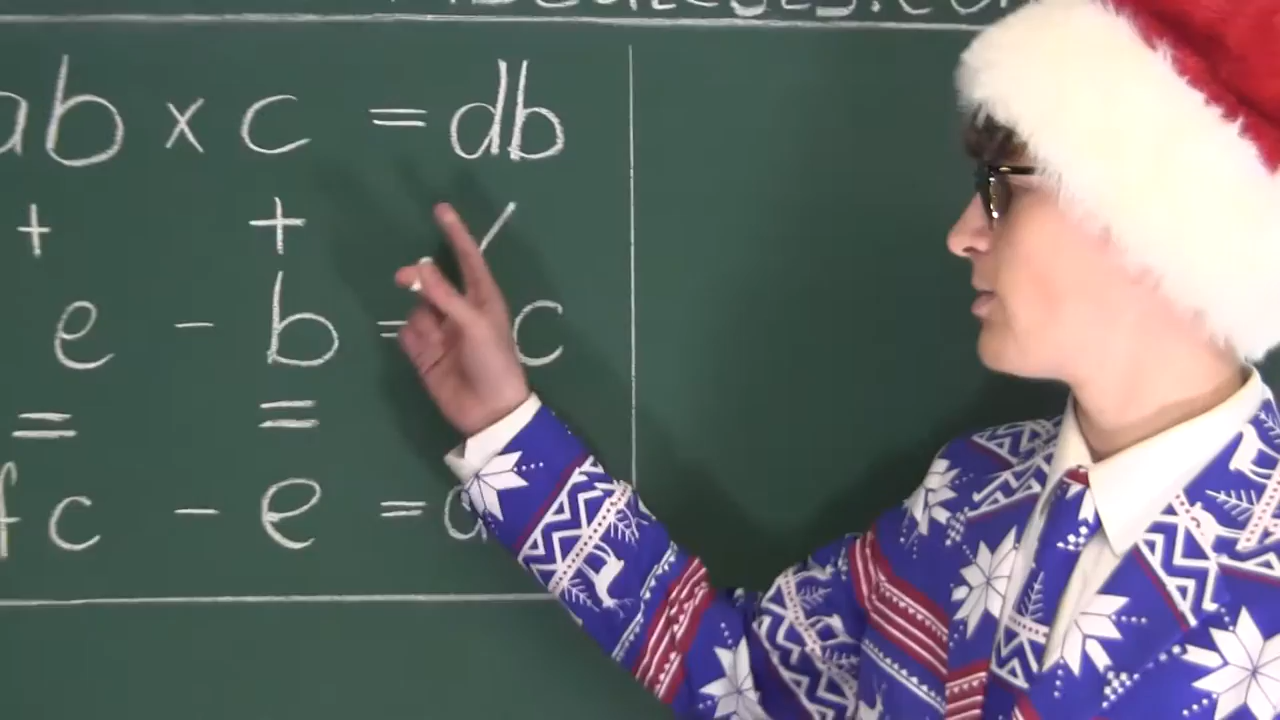 ab × c = db
+ + /
e - b = c
= =
fc - e =